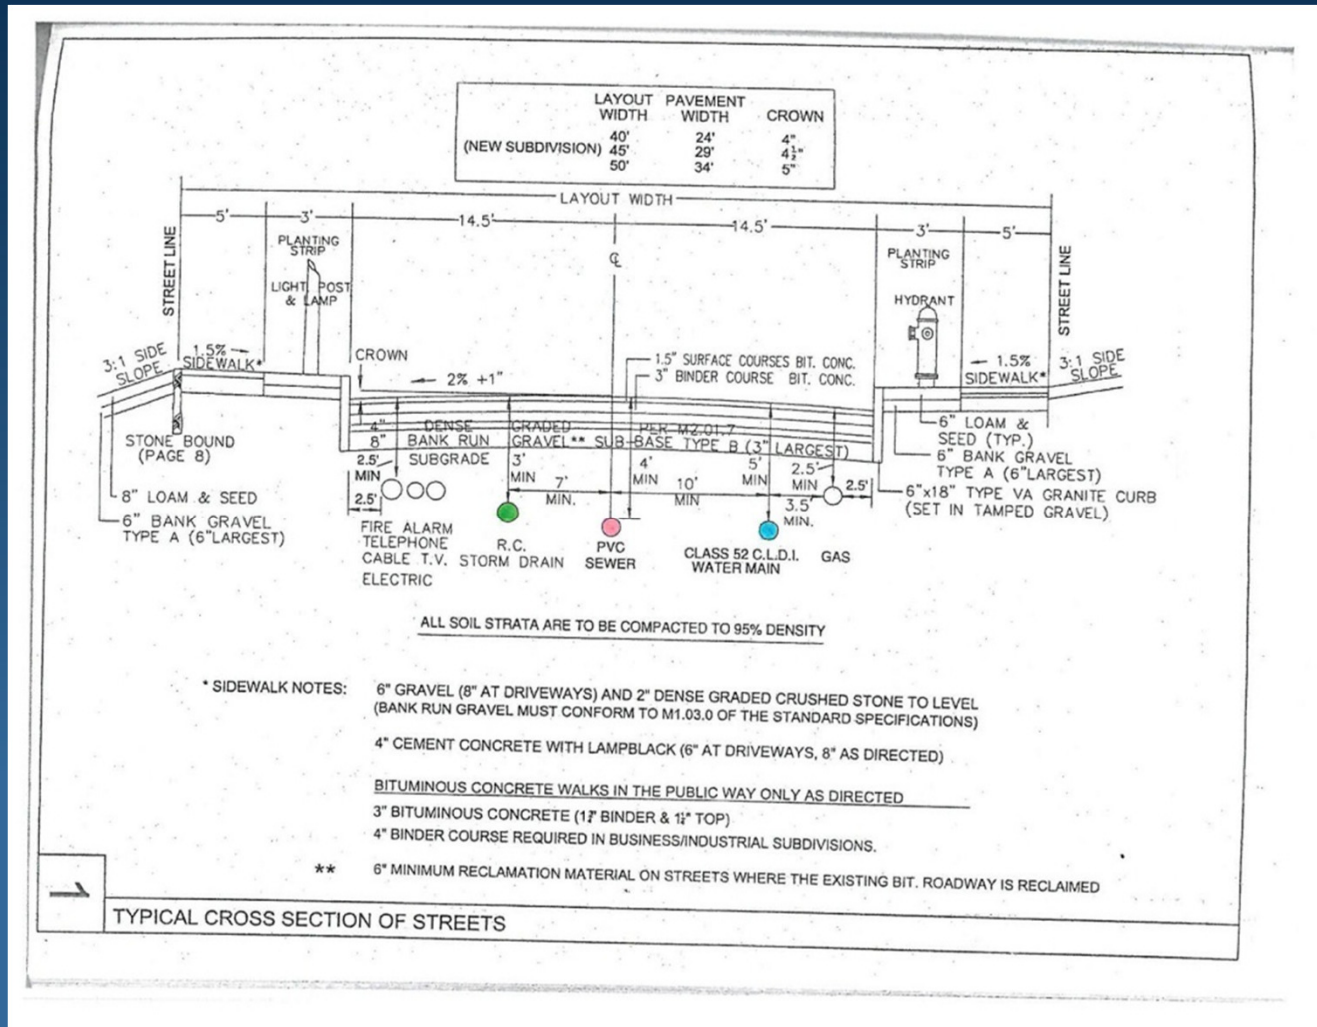 LAYOUT WIDTH PAVEMENT WIDTH CROWN
40' 24' 4"
(NEW SUBDIVISION) 45' 29' 4½"
50' 34' 5"
LAYOUT WIDTH
5' 3' 14.5' 14.5' 3' 5'
STREET LINE
PLANTING
STRIP
LIGHT POST
& LAMP
℄
PLANTING
STRIP
HYDRANT
STREET LINE
3:1 SIDE
SLOPE
1.5%
SIDEWALK*
CROWN
2% +1"
1.5" SURFACE COURSES BIT. CONC.
3" BINDER COURSE BIT. CONC.
1.5%
SIDEWALK*
3:1 SIDE
SLOPE
4" DENSE GRADED PER M2.01.7
8" BANK RUN GRAVEL** SUB-BASE TYPE B (3" LARGEST)
SUBGRADE
STONE BOUND
(PAGE 8)
2.5'
MIN
2.5'
3'
MIN
7'
MIN.
4'
MIN
10'
MIN
5'
MIN
2.5'
MIN
3.5'
MIN.
2.5'
6" LOAM &
SEED (TYP.)
6" BANK GRAVEL
TYPE A (6"LARGEST)
6"x18" TYPE VA GRANITE CURB
(SET IN TAMPED GRAVEL)
8" LOAM & SEED
6" BANK GRAVEL
TYPE A (6"LARGEST)
FIRE ALARM
TELEPHONE
CABLE T.V.
ELECTRIC
R.C.
STORM DRAIN
PVC
SEWER
CLASS 52 C.L.D.I.
WATER MAIN
GAS
ALL SOIL STRATA ARE TO BE COMPACTED TO 95% DENSITY
* SIDEWALK NOTES: 6" GRAVEL (8" AT DRIVEWAYS) AND 2" DENSE GRADED CRUSHED STONE TO LEVEL
(BANK RUN GRAVEL MUST CONFORM TO M1.03.0 OF THE STANDARD SPECIFICATIONS)
4" CEMENT CONCRETE WITH LAMPBLACK (6" AT DRIVEWAYS, 8" AS DIRECTED)
BITUMINOUS CONCRETE WALKS IN THE PUBLIC WAY ONLY AS DIRECTED
3" BITUMINOUS CONCRETE ( BINDER & TOP)
4" BINDER COURSE REQUIRED IN BUSINESS/INDUSTRIAL SUBDIVISIONS.
** 6" MINIMUM RECLAMATION MATERIAL ON STREETS WHERE THE EXISTING BIT. ROADWAY IS RECLAIMED
1
TYPICAL CROSS SECTION OF STREETS